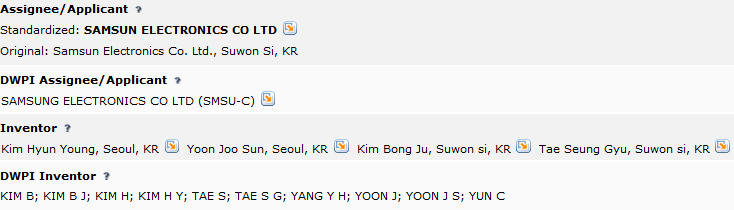 Assignee/Applicant ?
Standardized: SAMSUN ELECTRONICS CO LTD
Original: Samsun Electronics Co. Ltd., Suwon Si, KR
DWPI Assignee/Applicant ?
SAMSUNG ELECTRONICS CO LTD (SMSU-C)
Inventor ?
Kim Hyun Young, Seoul, KR Yoon Joo Sun, Seoul, KR Kim Bong Ju, Suwon si, KR Tae Seung Gyu, Suwon si, KR
DWPI Inventor ?
KIM B; KIM B J; KIM H; KIM H Y; TAE S; TAE S G; YANG Y H; YOON J; YOON J S; YUN C